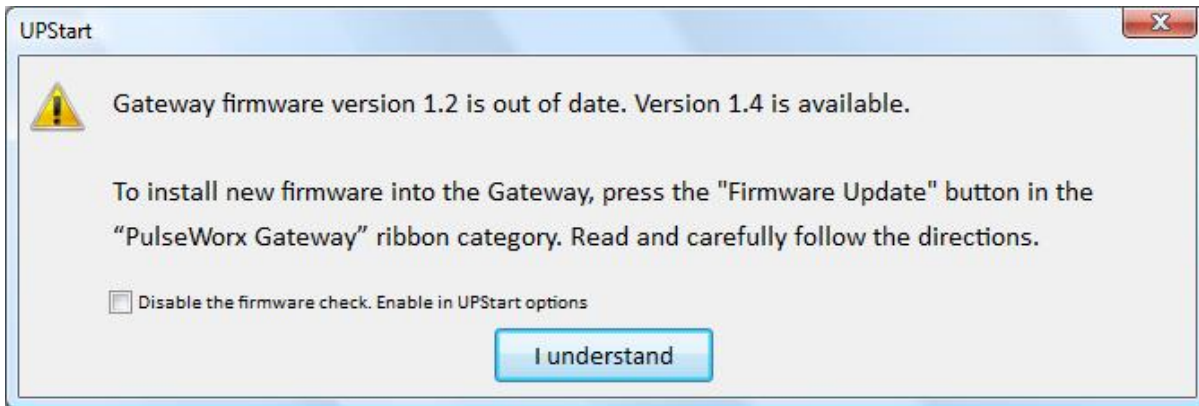 UPStart
Gateway firmware version 1.2 is out of date. Version 1.4 is available.
To install new firmware into the Gateway, press the "Firmware Update" button in the
“PulseWorx Gateway” ribbon category. Read and carefully follow the directions.
Disable the firmware check. Enable in UPStart options
I understand